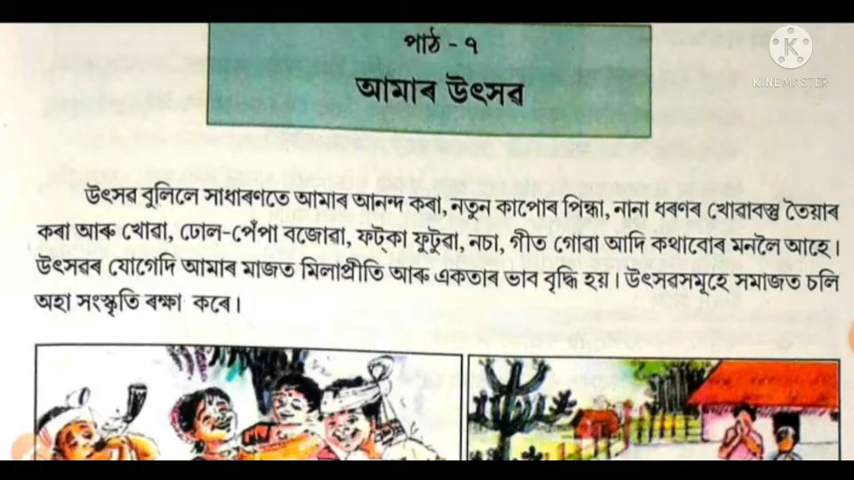 পাঠ - ৭
আমাৰ উৎসৱ
KINEMASTER
উৎসৱ বুলিলে সাধাৰণতে আমাৰ আনন্দ কৰা, নতুন কাপোৰ পিন্ধা, নানা ধৰণৰ খোৱাবস্তু তৈয়াৰ
কৰা আৰু খোৱা, ঢোল-পেঁপা বজোৱা, ফট্কা ফুটুৱা, নচা, গীত গোৱা আদি কথাবোৰ মনলৈ আহে।
উৎসৱৰ যোগেদি আমাৰ মাজত মিলাপ্ৰীতি আৰু একতাৰ ভাব বৃদ্ধি হয়। উৎসৱসমূহে সমাজত চলি
অহা সংস্কৃতি ৰক্ষা কৰে।